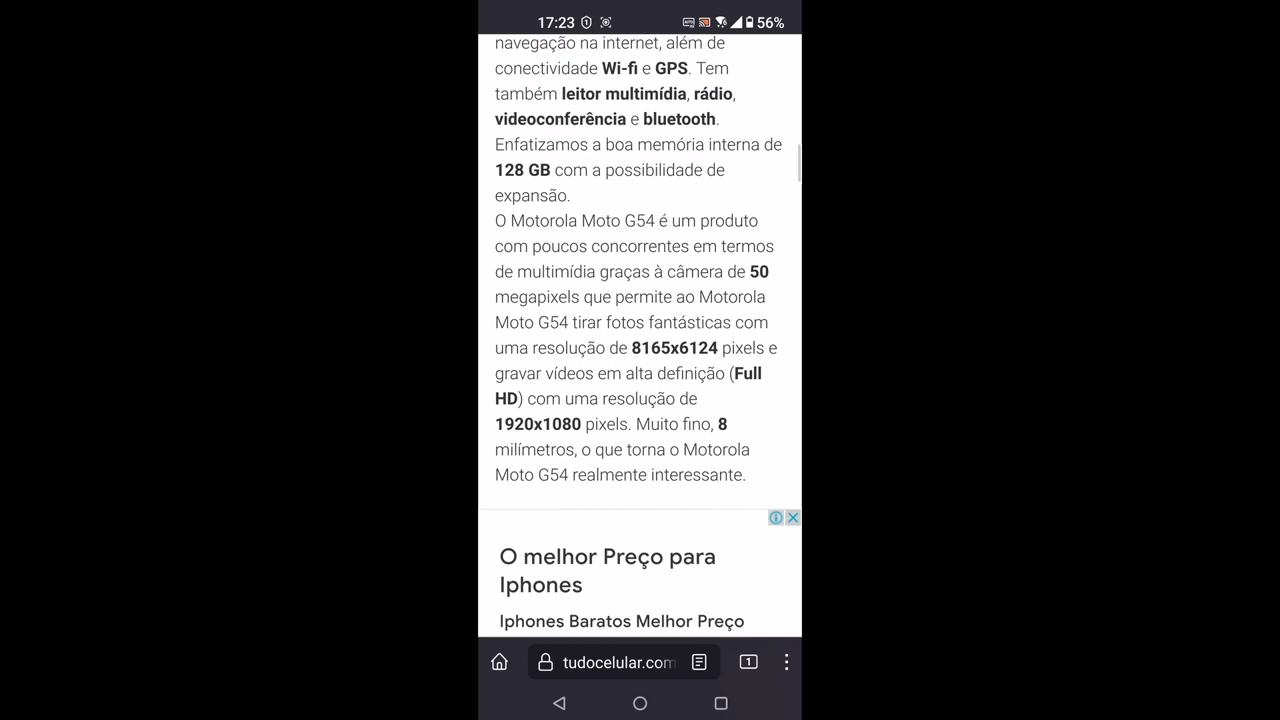 17:23 56%
navegação na internet, além de
conectividade Wi-fi e GPS. Tem
também leitor multimídia, rádio,
videoconferência e bluetooth.
Enfatizamos a boa memória interna de
128 GB com a possibilidade de
expansão.
O Motorola Moto G54 é um produto
com poucos concorrentes em termos
de multimídia graças à câmera de 50
megapixels que permite ao Motorola
Moto G54 tirar fotos fantásticas com
uma resolução de 8165x6124 pixels e
gravar vídeos em alta definição (Full
HD) com uma resolução de
1920x1080 pixels. Muito fino, 8
milímetros, o que torna o Motorola
Moto G54 realmente interessante.
O melhor Preço para
Iphones
Iphones Baratos Melhor Preço
tudocelular.com 1